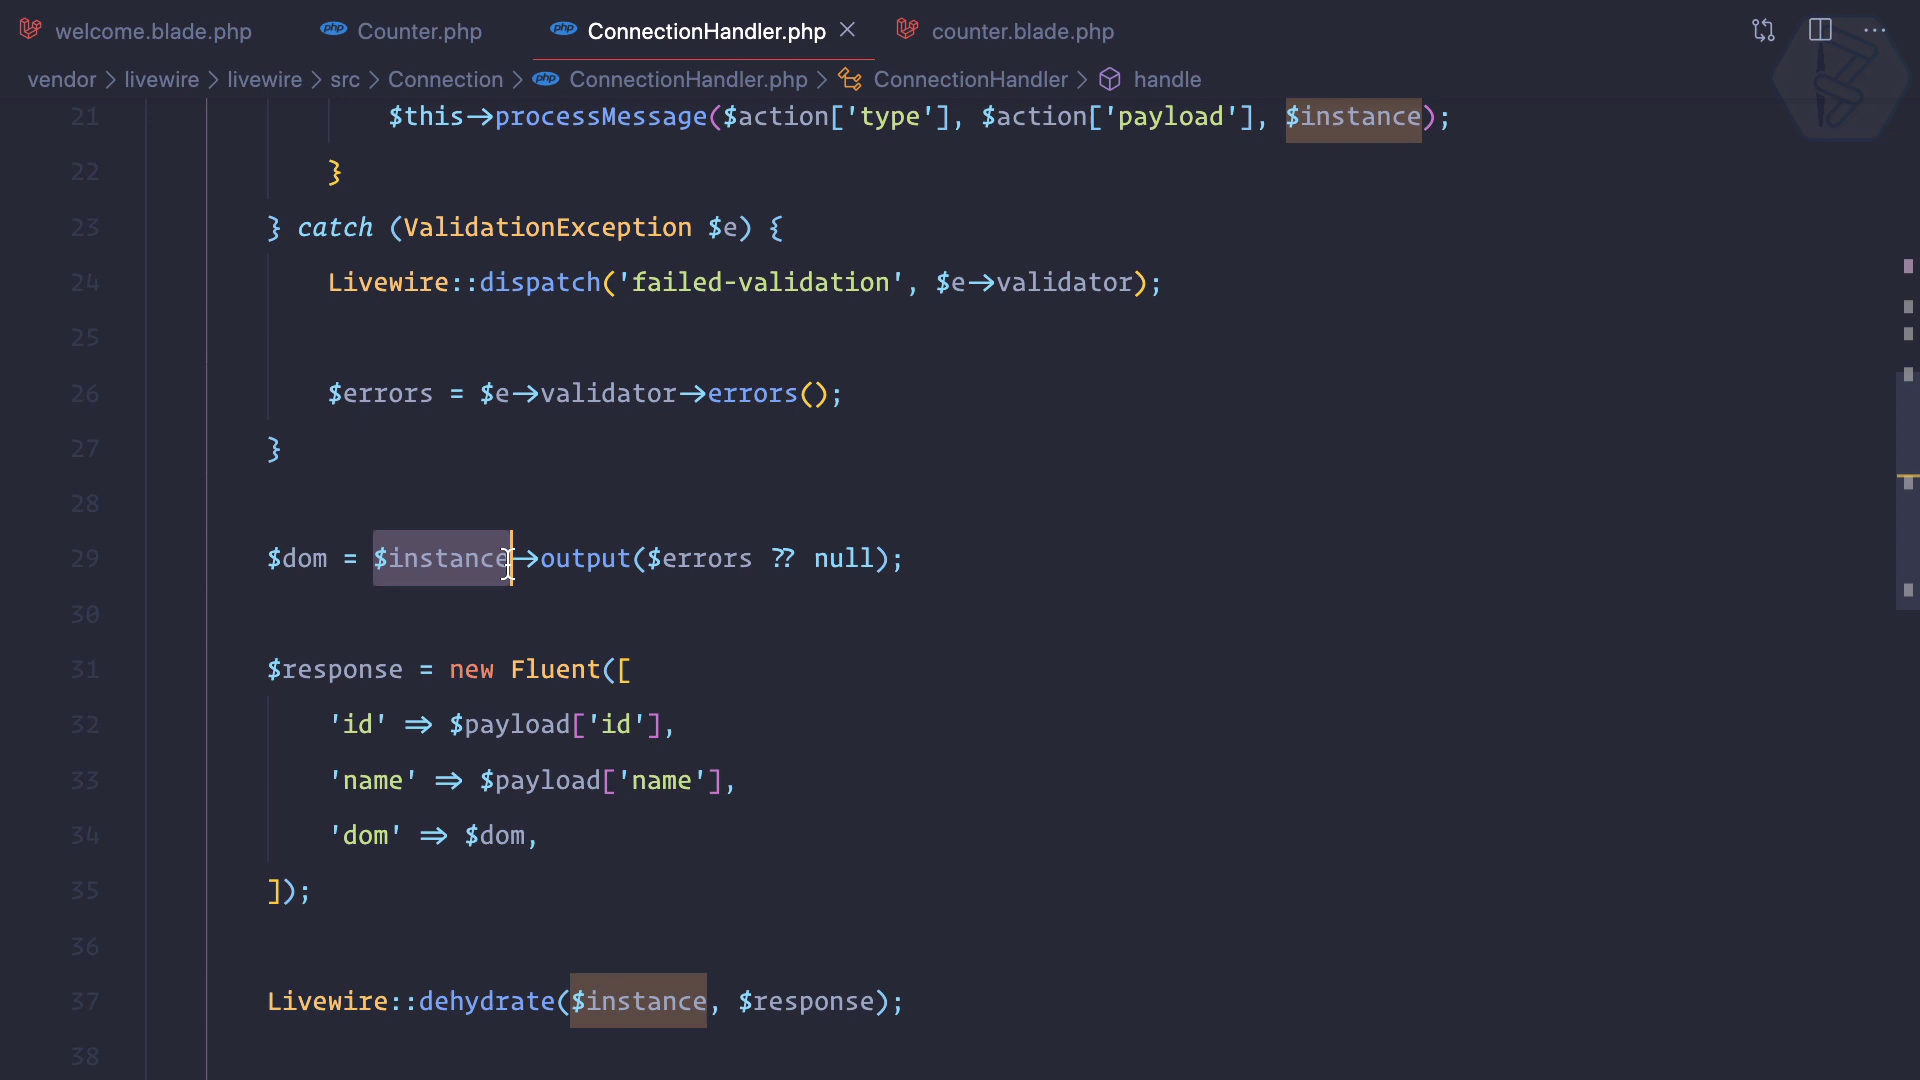 welcome.blade.php Counter.php ConnectionHandler.php counter.blade.php
vendor > livewire > livewire > src > Connection > ConnectionHandler.php > ConnectionHandler > handle
21 $this->processMessage($action['type'], $action['payload'], $instance);
22 }
23 } catch (ValidationException $e) {
24 Livewire::dispatch('failed-validation', $e->validator);
25
26 $errors = $e->validator->errors();
27 }
28
29 $dom = $instance->output($errors ?? null);
30
31 $response = new Fluent([
32 'id' => $payload['id'],
33 'name' => $payload['name'],
34 'dom' => $dom,
35 ]);
36
37 Livewire::dehydrate($instance, $response);
38